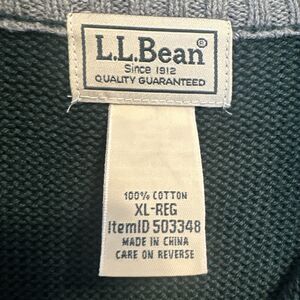 L.L.Bean®
Since 1912
QUALITY GUARANTEED
100% COTTON
XL-REG
ItemID 503348
MADE IN CHINA
CARE ON REVERSE